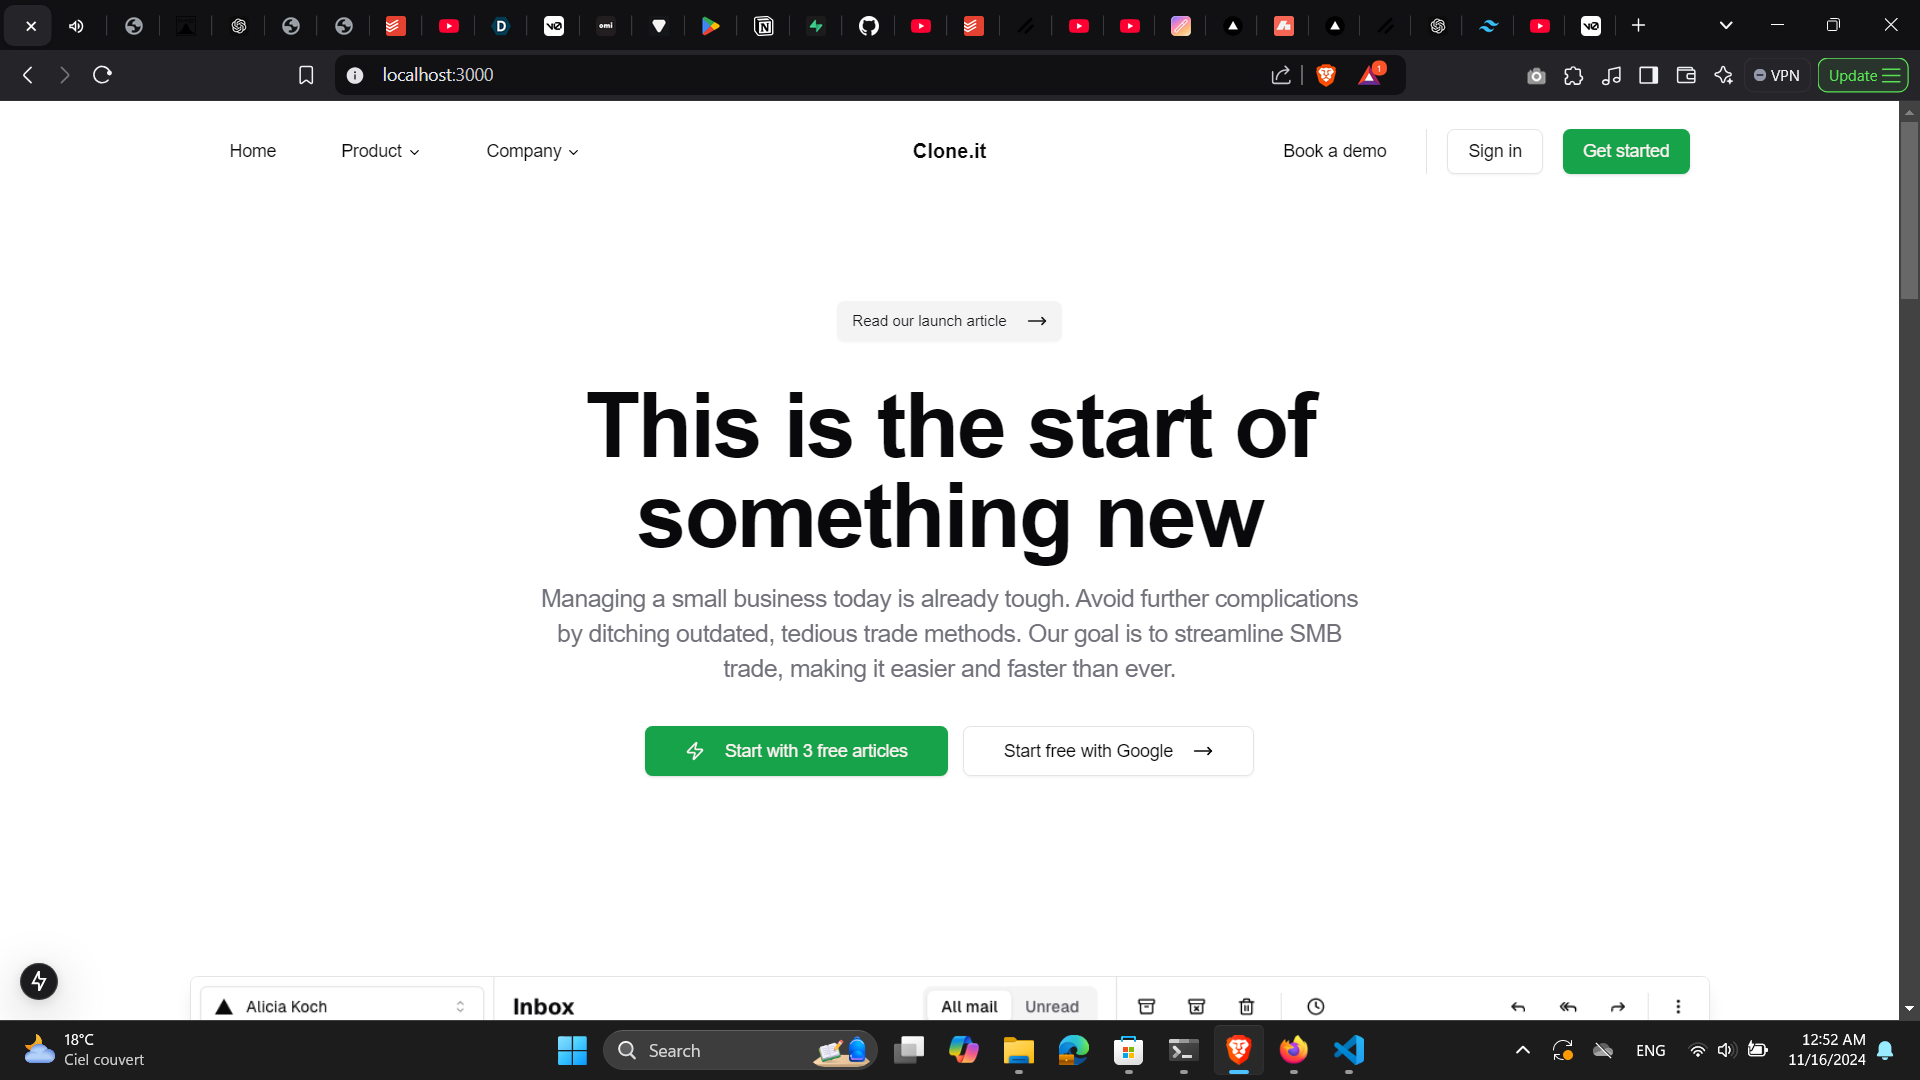 D
v0
omi
v0
localhost:3000
1
VPN
Update
Home
Product
Company
Clone.it
Book a demo
Sign in
Get started
Read our launch article
This is the start of
something new
Managing a small business today is already tough. Avoid further complications
by ditching outdated, tedious trade methods. Our goal is to streamline SMB
trade, making it easier and faster than ever.
Start with 3 free articles
Start free with Google
Alicia Koch
Inbox
All mail
Unread
18°C
Ciel couvert
Search
ENG
12:52 AM
11/16/2024